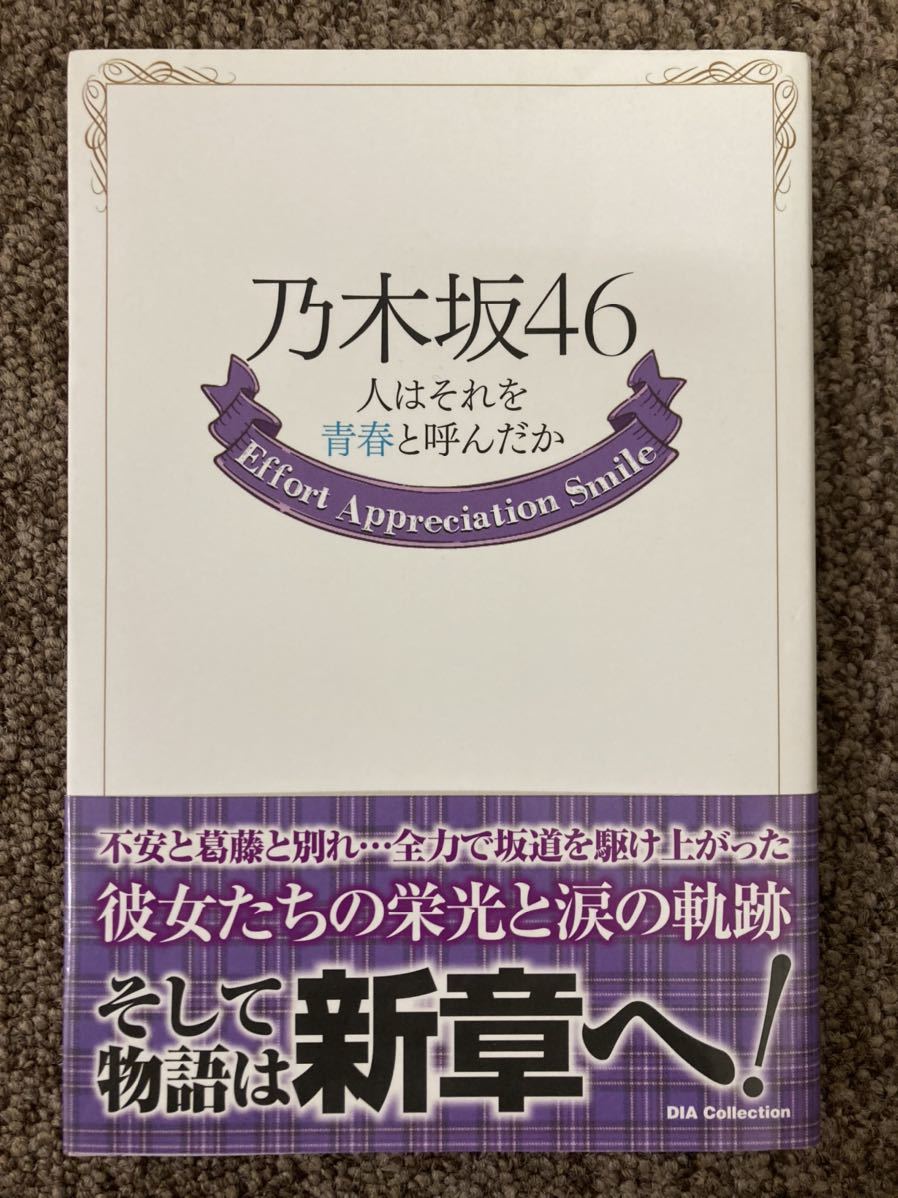 乃木坂46
人はそれを
青春と呼んだか
Effort Appreciation Smile
不安と葛藤と別れ…全力で坂道を駆け上がった
彼女たちの栄光と涙の軌跡
そして
物語は新章へ!
DIA Collection